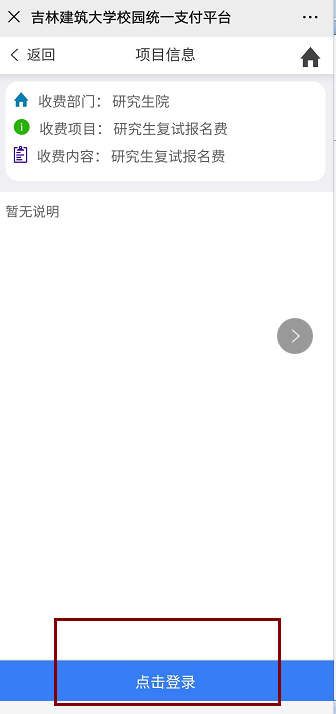 吉林建筑大学校园统一支付平台
返回 项目信息
收费部门： 研究生院
收费项目： 研究生复试报名费
收费内容： 研究生复试报名费
暂无说明
点击登录